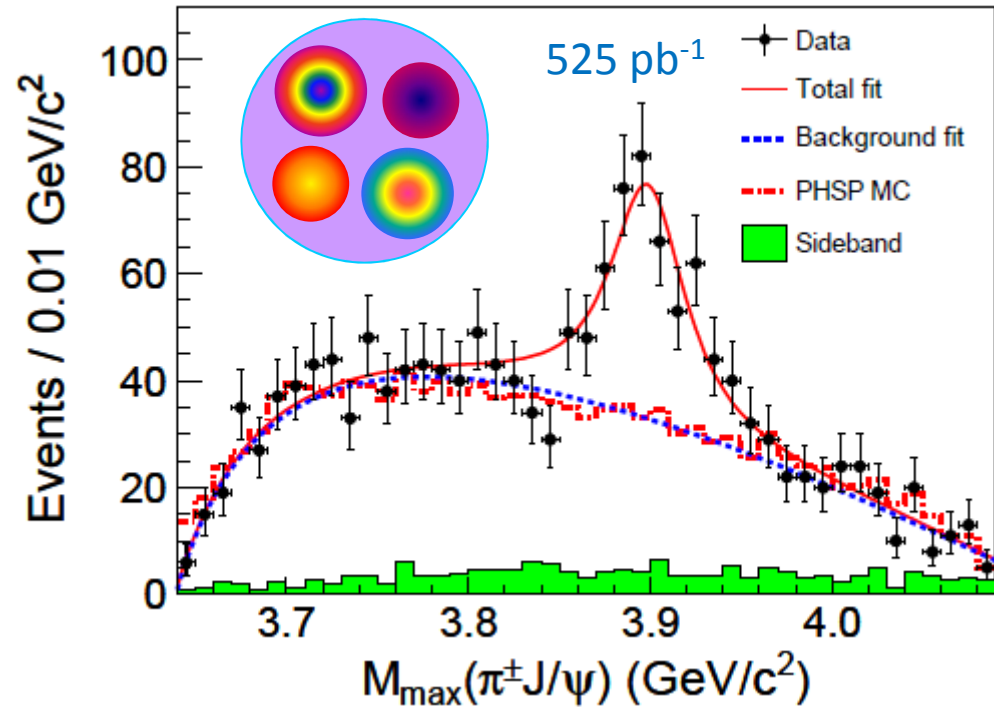 525 pb⁻¹
Data
Total fit
Background fit
PHSP MC
Sideband
Events / 0.01 GeV/c²
100
80
60
40
20
0
3.7 3.8 3.9 4.0
M_max(π±J/ψ) (GeV/c²)